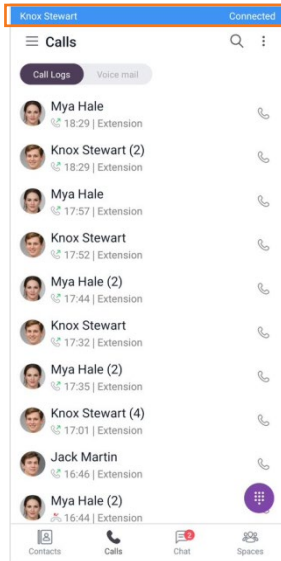 Knox Stewart Connected
Calls
Call Logs Voice mail
Mya Hale
18:29 | Extension
Knox Stewart (2)
18:29 | Extension
Mya Hale
17:57 | Extension
Knox Stewart
17:52 | Extension
Mya Hale (2)
17:44 | Extension
Knox Stewart
17:32 | Extension
Mya Hale (2)
17:35 | Extension
Knox Stewart (4)
17:01 | Extension
Jack Martin
16:46 | Extension
Mya Hale (2)
16:44 | Extension
2
Contacts Calls Chat Spaces